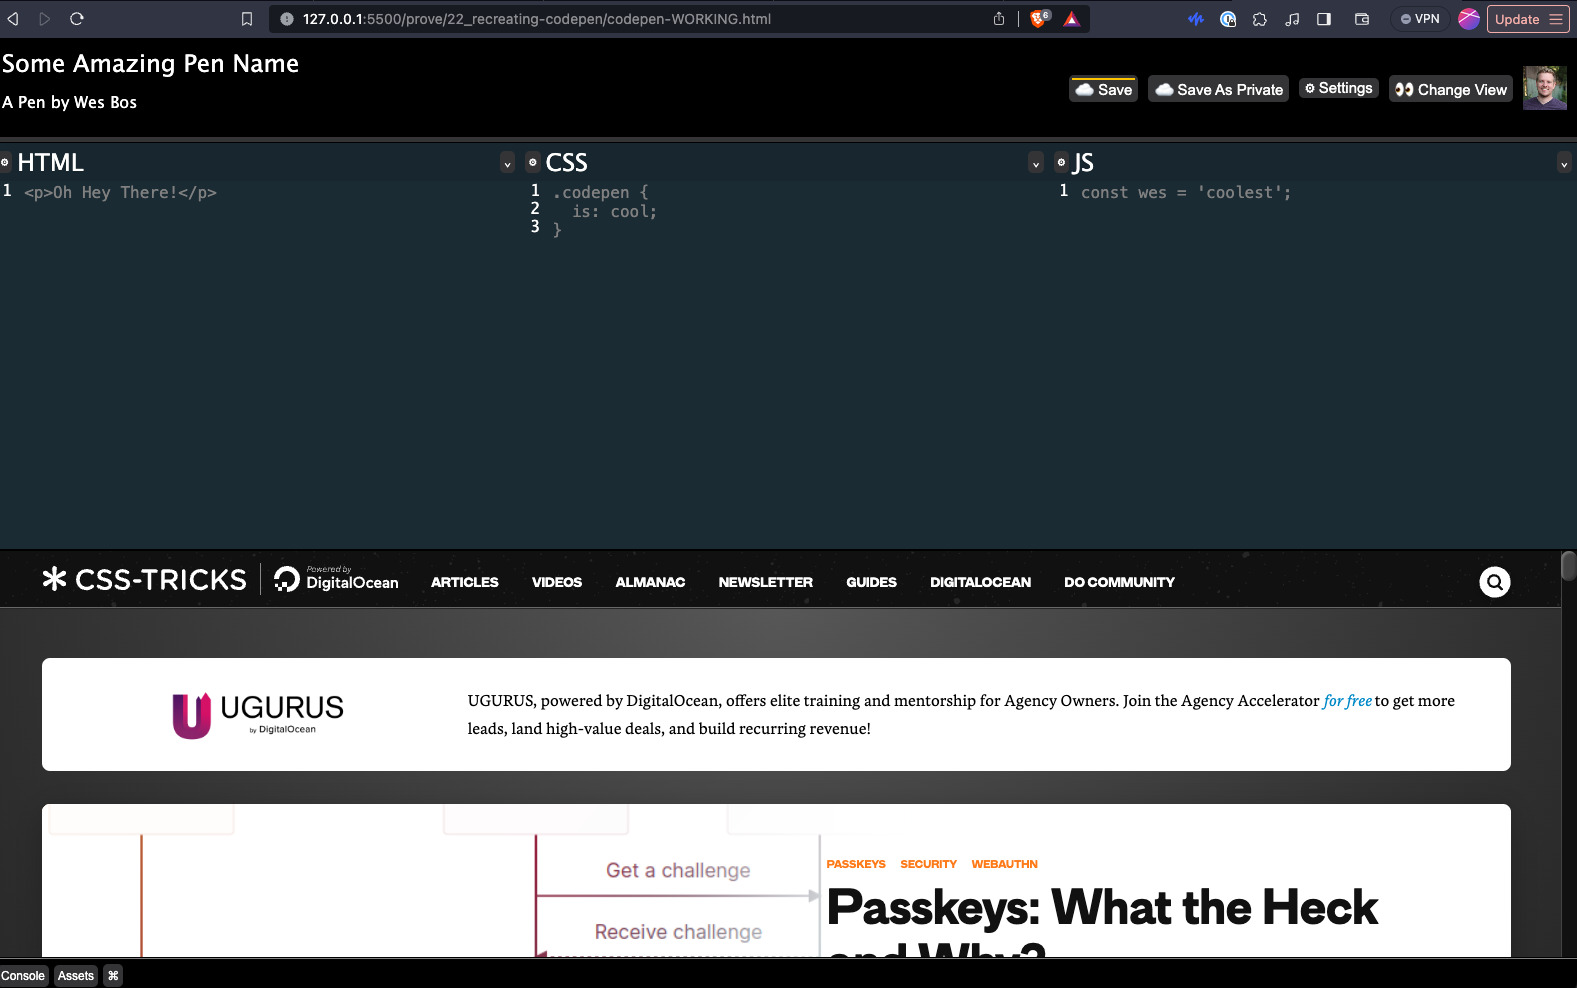 127.0.0.1:5500/prove/22_recreating-codepen/codepen-WORKING.html
6
VPN
Update
Some Amazing Pen Name
A Pen by Wes Bos
Save
Save As Private
Settings
Change View
HTML
CSS
JS
1 <p>Oh Hey There!</p>
1 .codepen {
2 is: cool;
3 }
1 const wes = 'coolest';
CSS-TRICKS
Powered by
DigitalOcean
ARTICLES VIDEOS ALMANAC NEWSLETTER GUIDES DIGITALOCEAN DO COMMUNITY
UGURUS
by DigitalOcean
UGURUS, powered by DigitalOcean, offers elite training and mentorship for Agency Owners. Join the Agency Accelerator for free to get more
leads, land high-value deals, and build recurring revenue!
Get a challenge
Receive challenge
PASSKEYS SECURITY WEBAUTHN
Passkeys: What the Heck
and Why?
Console Assets ⌘